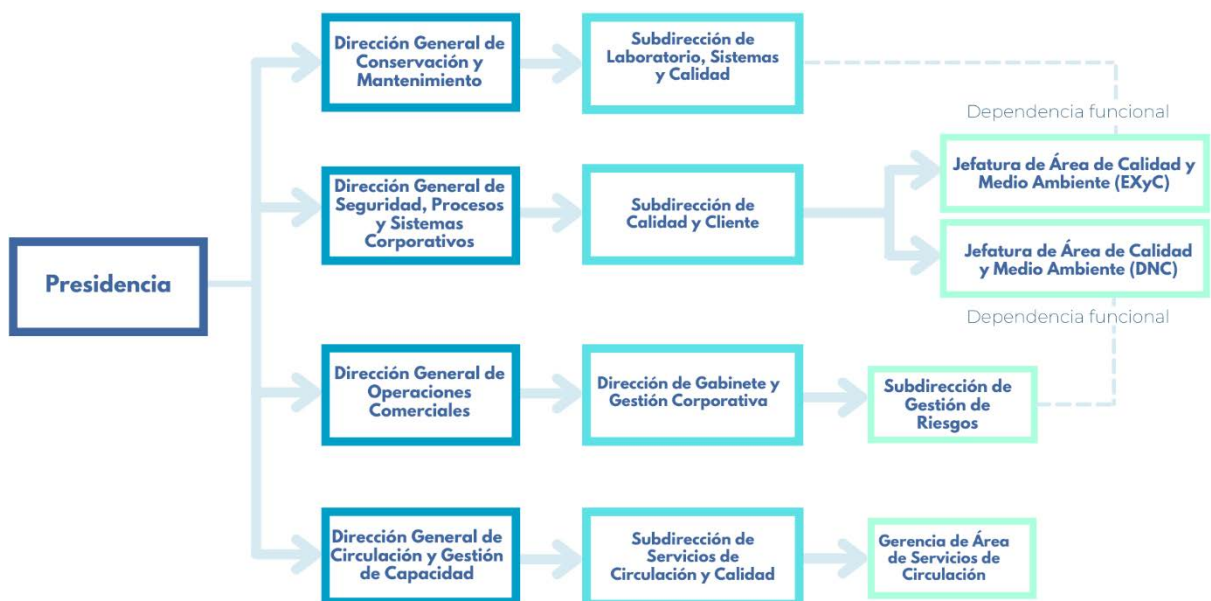 Presidencia
Dirección General de
Conservación y
Mantenimiento
Subdirección de
Laboratorio, Sistemas
y Calidad
Dependencia funcional
Dirección General de
Seguridad, Procesos
y Sistemas
Corporativos
Subdirección de
Calidad y Cliente
Jefatura de Área de Calidad y
Medio Ambiente (EXyC)
Jefatura de Área de Calidad
y Medio Ambiente (DNC)
Dependencia funcional
Dirección General de
Operaciones
Comerciales
Dirección de Gabinete y
Gestión Corporativa
Subdirección de
Gestión de
Riesgos
Dirección General de
Circulación y Gestión
de Capacidad
Subdirección de
Servicios de
Circulación y Calidad
Gerencia de Área
de Servicios de
Circulación